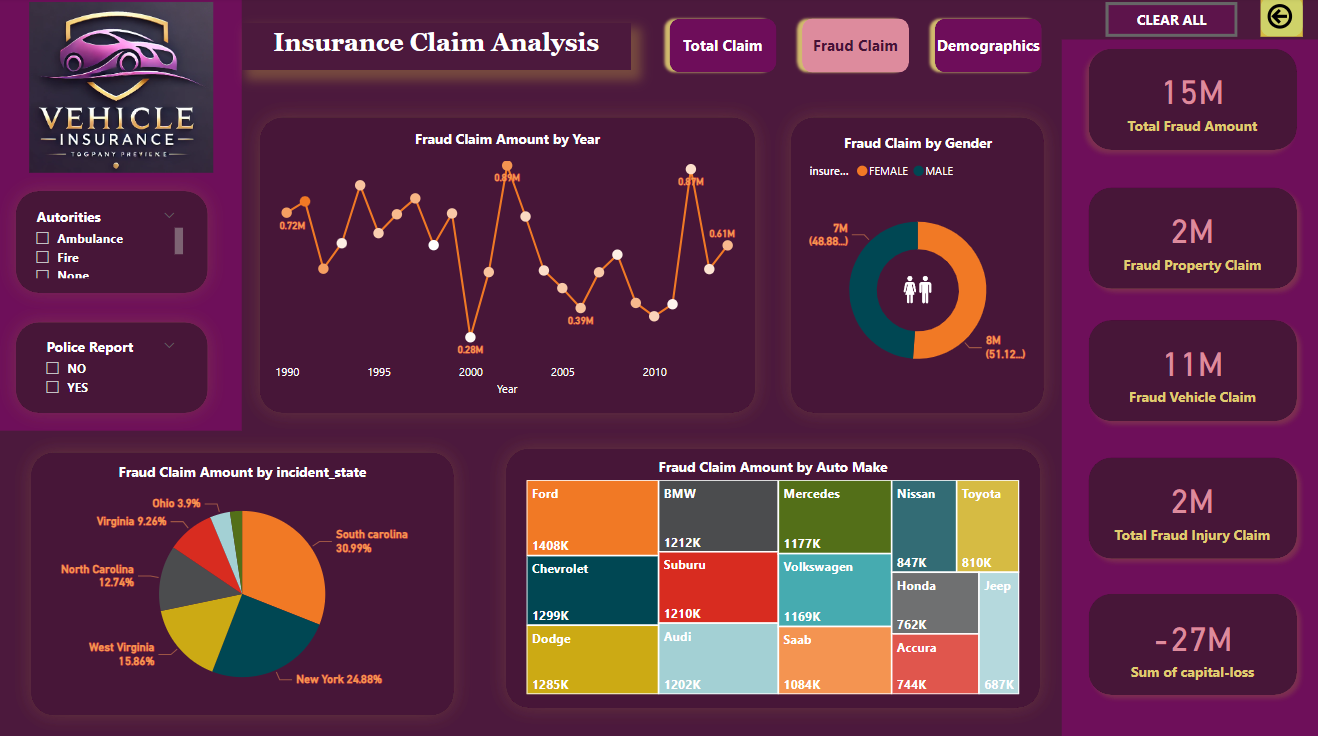 VEHICLE
INSURANCE
Insurance Claim Analysis
Total Claim
Fraud Claim
Demographics
CLEAR ALL
Autorities
Ambulance
Fire
None
Police Report
NO
YES
Fraud Claim Amount by Year
0.72M
0.89M
0.28M
0.39M
0.87M
0.61M
1990
1995
2000
2005
2010
Year
Fraud Claim by Gender
insure...
FEMALE
MALE
7M
(48.88...)
8M
(51.12...)
15M
Total Fraud Amount
2M
Fraud Property Claim
11M
Fraud Vehicle Claim
2M
Total Fraud Injury Claim
-27M
Sum of capital-loss
Fraud Claim Amount by incident_state
Ohio 3.9%
Virginia 9.26%
North Carolina
12.74%
West Virginia
15.86%
New York 24.88%
South carolina
30.99%
Fraud Claim Amount by Auto Make
Ford
1408K
Chevrolet
1299K
Dodge
1285K
BMW
1212K
Suburu
1210K
Audi
1202K
Mercedes
1177K
Volkswagen
1169K
Saab
1084K
Nissan
847K
Toyota
810K
Honda
762K
Accura
744K
Jeep
687K